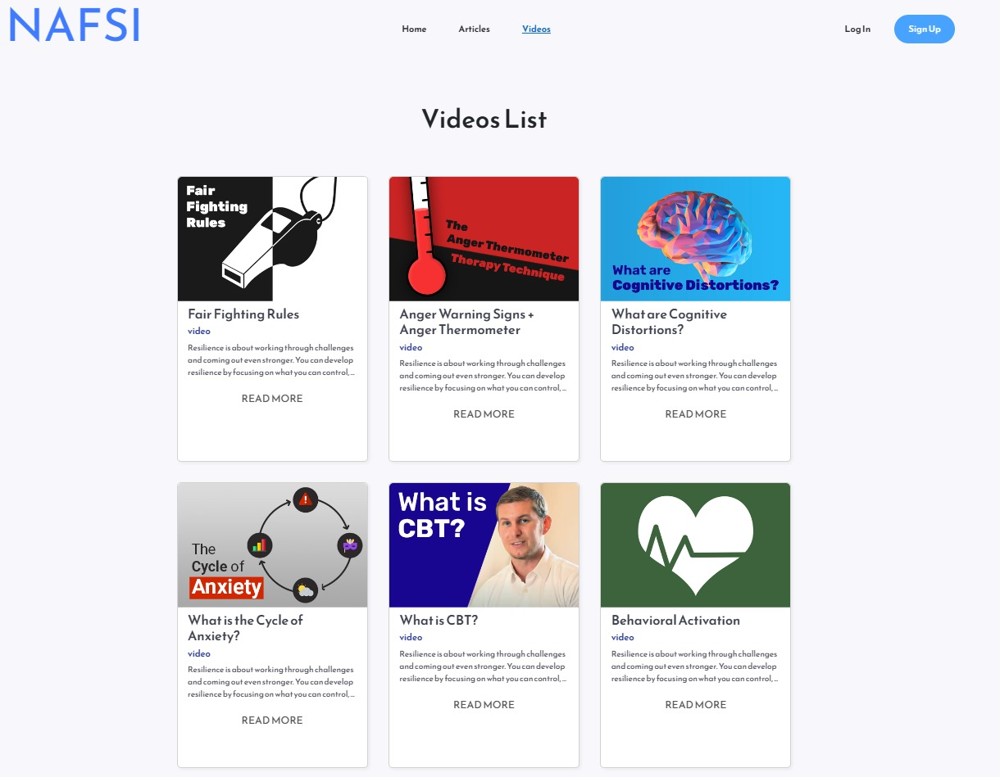 NAFSI
Home
Articles
Videos
Log In
Sign Up
Videos List
Fair
Fighting
Rules
Fair Fighting Rules
video
Resilience is about working through challenges
and coming out even stronger. You can develop
resilience by focusing on what you can control, ...
READ MORE
The
Anger Thermometer
Therapy Technique
Anger Warning Signs +
Anger Thermometer
video
Resilience is about working through challenges
and coming out even stronger. You can develop
resilience by focusing on what you can control, ...
READ MORE
What are
Cognitive Distortions?
What are Cognitive
Distortions?
video
Resilience is about working through challenges
and coming out even stronger. You can develop
resilience by focusing on what you can control, ...
READ MORE
The
Cycle of
Anxiety
What is the Cycle of
Anxiety?
video
Resilience is about working through challenges
and coming out even stronger. You can develop
resilience by focusing on what you can control, ...
READ MORE
What is
CBT?
What is CBT?
video
Resilience is about working through challenges
and coming out even stronger. You can develop
resilience by focusing on what you can control, ...
READ MORE
Behavioral Activation
video
Resilience is about working through challenges
and coming out even stronger. You can develop
resilience by focusing on what you can control, ...
READ MORE